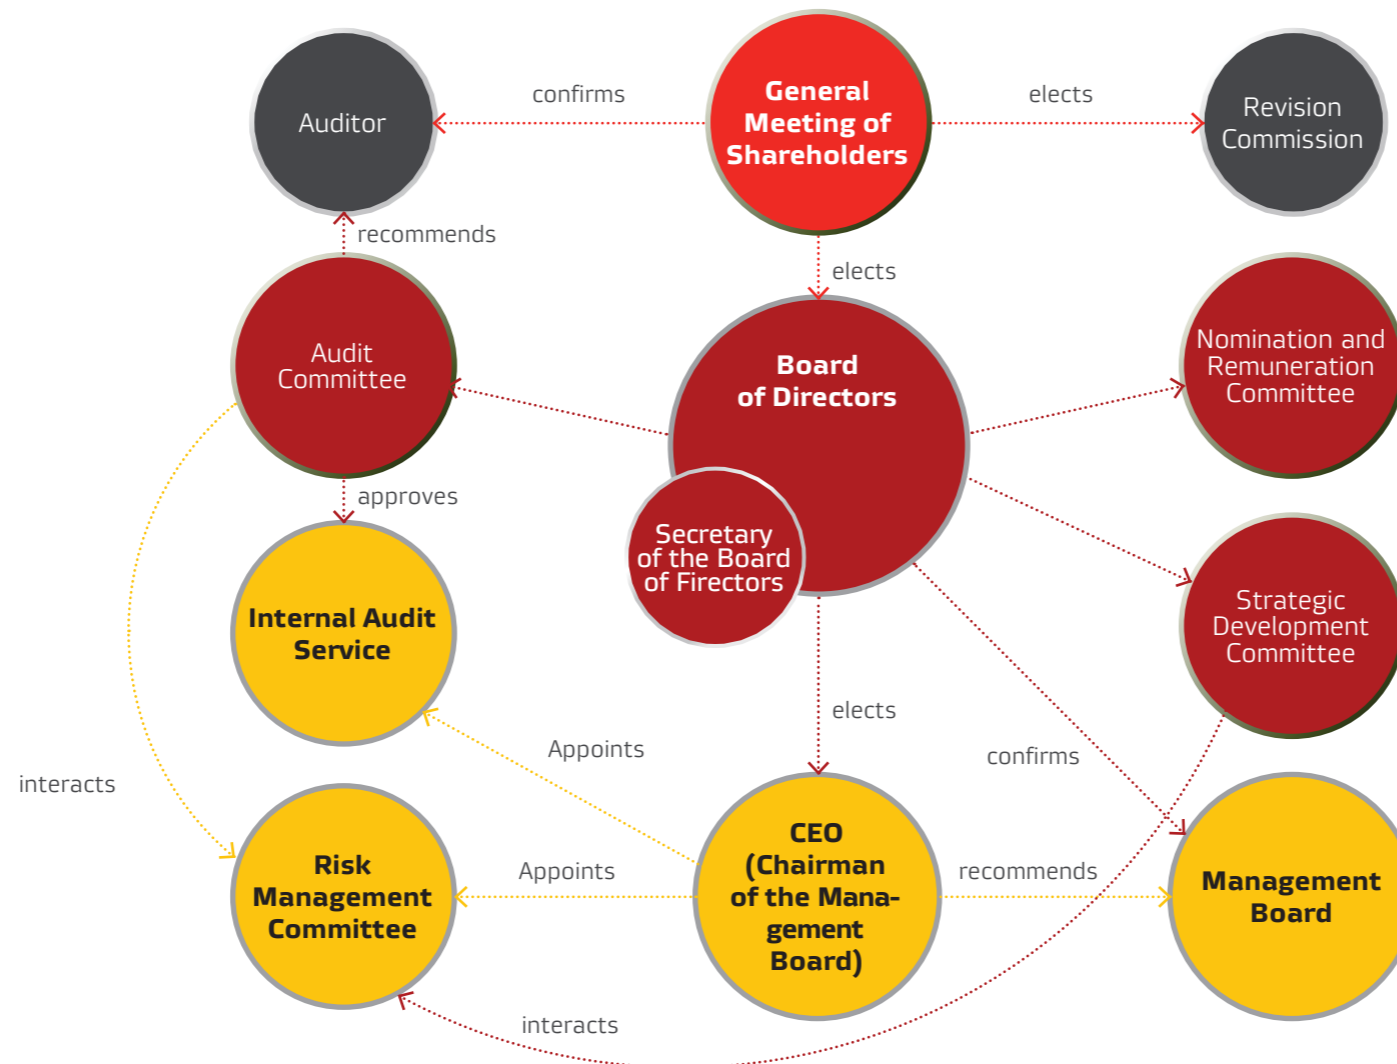 confirms
General
Meeting of
Shareholders
elects
Auditor
Revision
Commission
recommends
elects
Audit
Committee
Board
of Directors
Nomination and
Remuneration
Committee
approves
Secretary
of the Board
of Firectors
Internal Audit
Service
Strategic
Development
Committee
elects
Appoints
confirms
interacts
Risk
Management
Committee
Appoints
CEO
(Chairman
of the Mana-
gement
Board)
recommends
Management
Board
interacts